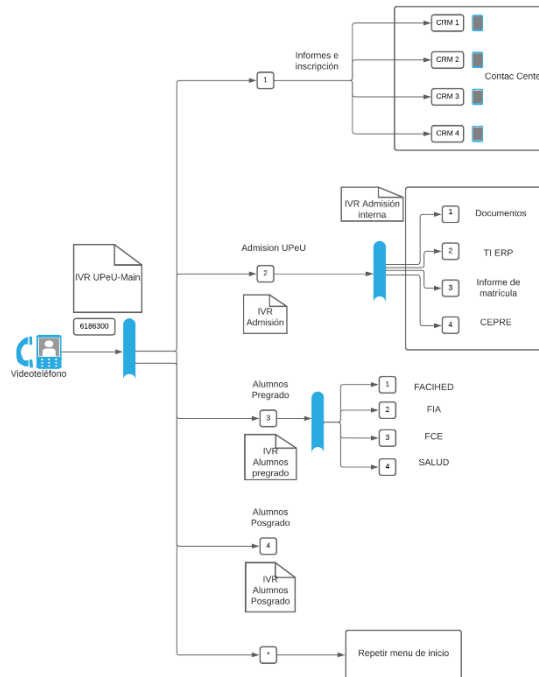 CRM 1
Informes e
inscripción
CRM 2
1
Contac Cente
CRM 3
CRM 4
IVR Admisión
interna
1
Documentos
Admision UPeU
2
TI ERP
IVR UPeU-Main
2
3
Informe de
matrícula
IVR
Admisión
4
CEPRE
6186300
Videoteléfono
Alumnos
Pregrado
1
FACIHED
3
2
FIA
IVR
Alumnos
pregrado
3
FCE
4
SALUD
Alumnos
Posgrado
4
IVR
Alumnos
Posgrado
*
Repetir menu de inicio